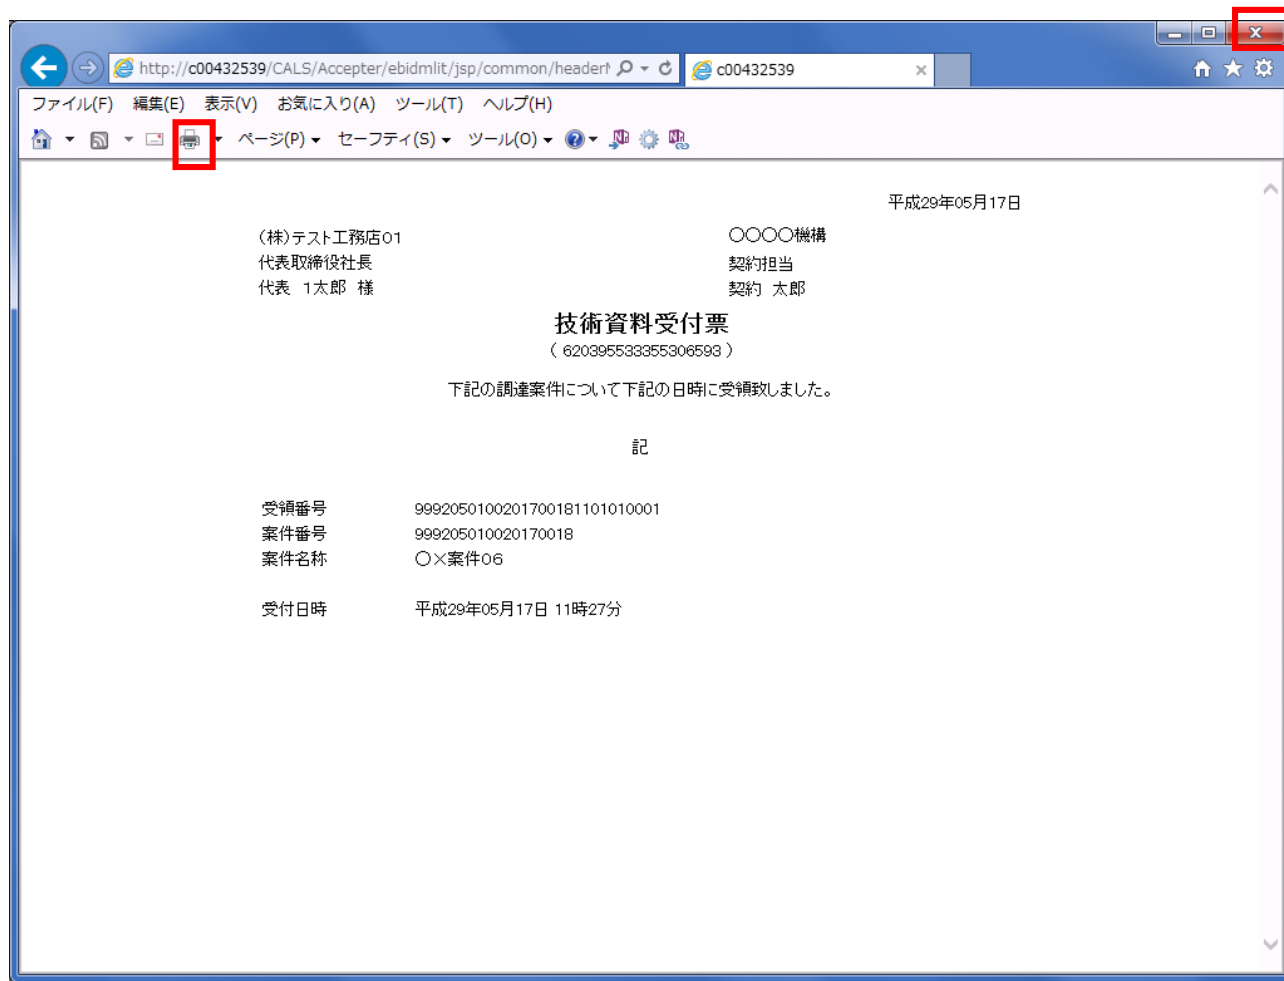 http://c00432539/CALS/Accepter/ebidmlit/jsp/common/header
c00432539
ファイル(F) 編集(E) 表示(V) お気に入り(A) ツール(T) ヘルプ(H)
ページ(P) セーフティ(S) ツール(O)
平成29年05月17日
(株)テスト工務店01
〇〇〇〇機構
代表取締役社長
契約担当
代表 1太郎 様
契約 太郎
技術資料受付票
( 620395533355306593 )
下記の調達案件について下記の日時に受領致しました。
記
受領番号 99920501002017001811​01010001
案件番号 999205010020170018
案件名称 〇×案件06
受付日時 平成29年05月17日 11時27分